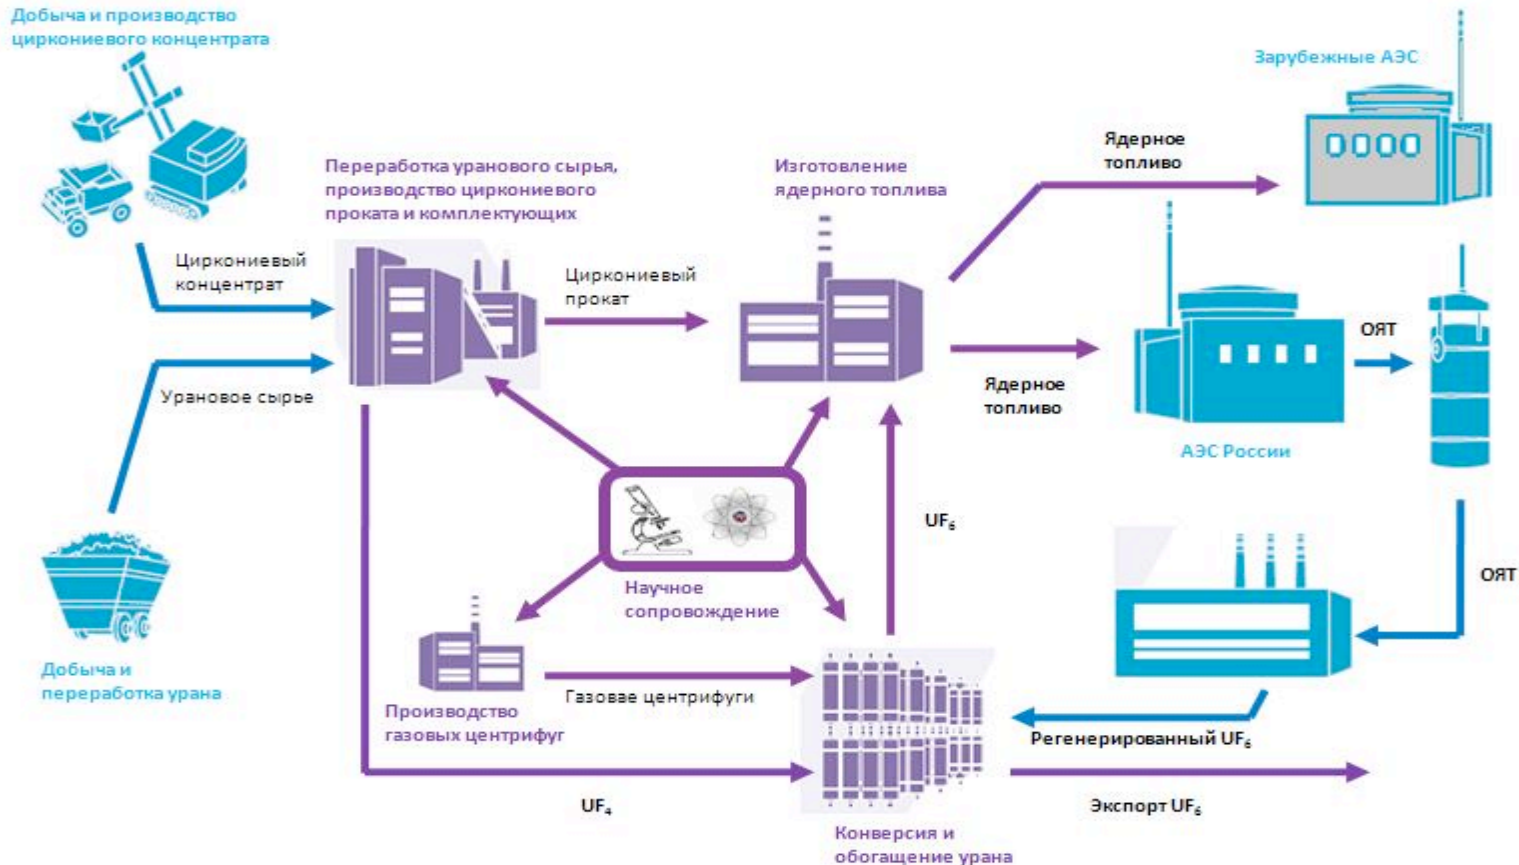 Добыча и производство
циркониевого концентрата
Зарубежные АЭС
Ядерное
топливо
Переработка уранового сырья,
производство циркониевого
проката и комплектующих
Изготовление
ядерного топлива
Циркониевый
концентрат
Циркониевый
прокат
ОЯТ
Урановое сырье
Ядерное
топливо
АЭС России
UF₆
ОЯТ
Научное
сопровождение
Добыча и
переработка урана
Газовае центрифуги
Производство
газовых центрифуг
Регенерированный UF₆
UF₄
Экспорт UF₆
Конверсия и
обогащение урана